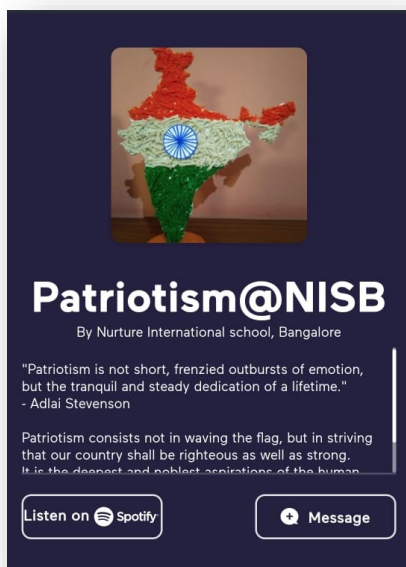 Patriotism@NISB
By Nurture International school, Bangalore
"Patriotism is not short, frenzied outbursts of emotion,
but the tranquil and steady dedication of a lifetime."
- Adlai Stevenson
Patriotism consists not in waving the flag, but in striving
that our country shall be righteous as well as strong.
It is the deepest and noblest aspirations of the human
Listen on Spotify
Message